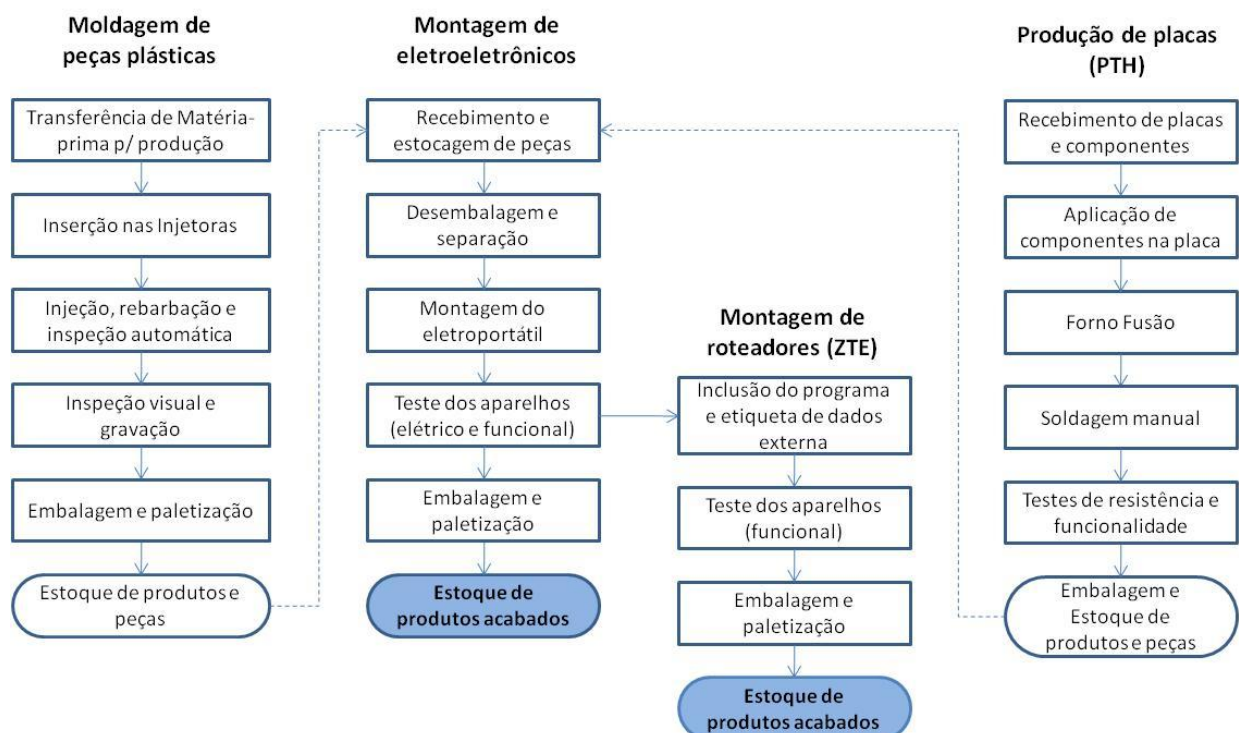 Moldagem de
peças plásticas
Transferência de Matéria-
prima p/ produção
Inserção nas Injetoras
Injeção, rebarbação e
inspeção automática
Inspeção visual e
gravação
Embalagem e paletização
Estoque de produtos e
peças
Montagem de
eletroeletrônicos
Recebimento e
estocagem de peças
Desembalagem e
separação
Montagem do
eletroportátil
Teste dos aparelhos
(elétrico e funcional)
Embalagem e
paletização
Estoque de
produtos acabados
Montagem de
roteadores (ZTE)
Inclusão do programa
e etiqueta de dados
externa
Teste dos aparelhos
(funcional)
Embalagem e
paletização
Estoque de
produtos acabados
Produção de placas
(PTH)
Recebimento de placas
e componentes
Aplicação de
componentes na placa
Forno Fusão
Soldagem manual
Testes de resistência e
funcionalidade
Embalagem e
Estoque de
produtos e peças